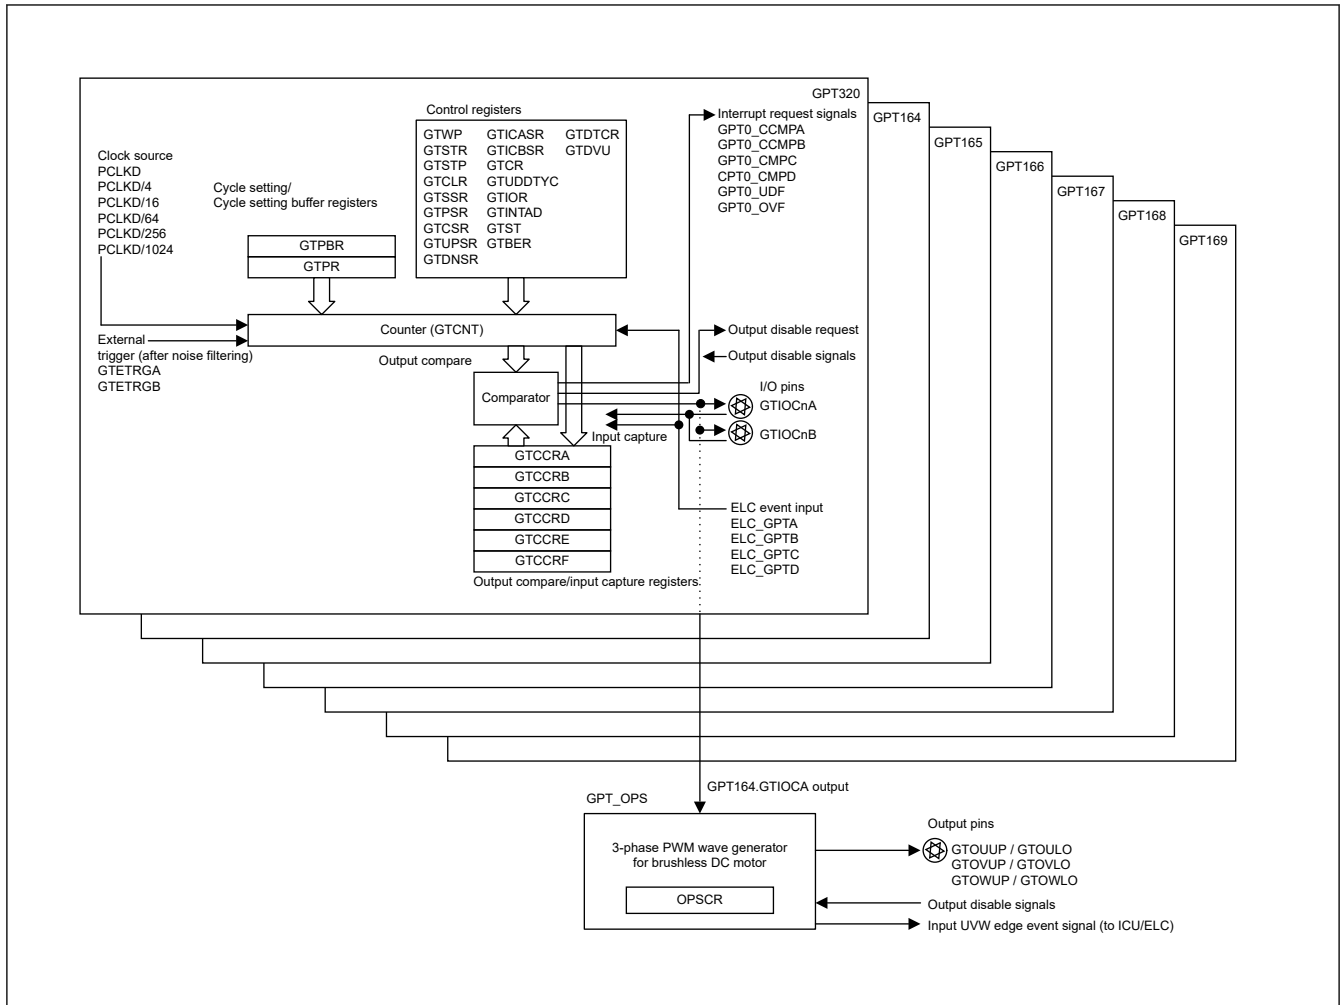 GPT320
GPT164
GPT165
GPT166
GPT167
GPT168
GPT169
Clock source
PCLKD
PCLKD/4
PCLKD/16
PCLKD/64
PCLKD/256
PCLKD/1024
Cycle setting/
Cycle setting buffer registers
GTPBR
GTPR
Control registers
GTWP GTICASR GTDTCR
GTSTR GTICBSR GTDVU
GTSTP GTCR
GTCLR GTUDDTYC
GTSSR GTIOR
GTPSR GTINTAD
GTCSR GTST
GTUPSR GTBER
GTDNSR
Interrupt request signals
GPT0_CCMPA
GPT0_CCMPB
GPT0_CMPC
CPT0_CMPD
GPT0_UDF
GPT0_OVF
Counter (GTCNT)
External
trigger (after noise filtering)
GTETRGA
GTETRGB
Output compare
Comparator
Output disable request
Output disable signals
I/O pins
GTIOCnA
GTIOCnB
Input capture
GTCCRA
GTCCRB
GTCCRC
GTCCRD
GTCCRE
GTCCRF
Output compare/input capture registers
ELC event input
ELC_GPTA
ELC_GPTB
ELC_GPTC
ELC_GPTD
GPT164.GTIOCA output
GPT_OPS
3-phase PWM wave generator
for brushless DC motor
OPSCR
Output pins
GTOUUP / GTOULO
GTOVUP / GTOVLO
GTOWUP / GTOWLO
Output disable signals
Input UVW edge event signal (to ICU/ELC)